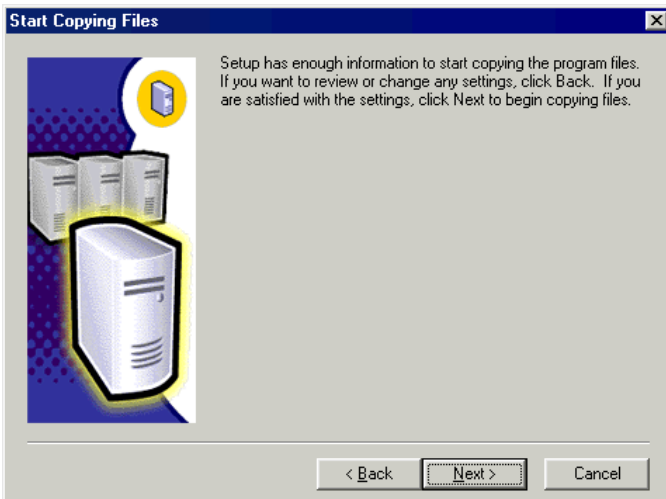 Start Copying Files
Setup has enough information to start copying the program files.
If you want to review or change any settings, click Back. If you
are satisfied with the settings, click Next to begin copying files.
< Back
Next >
Cancel